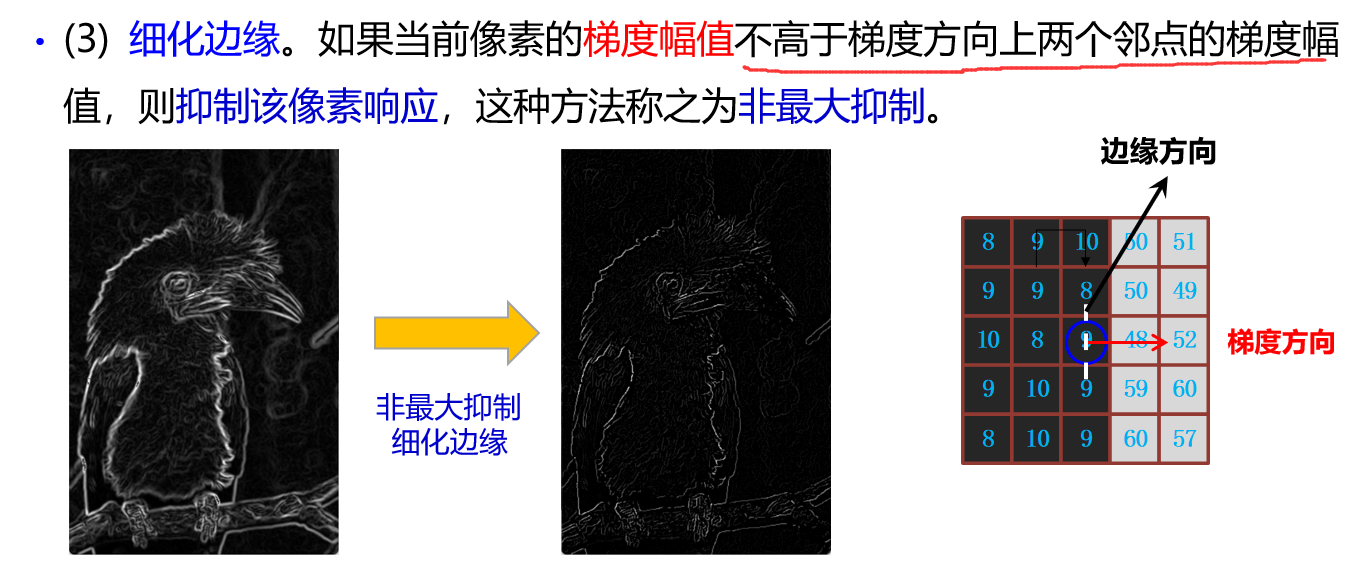 • (3) 细化边缘。如果当前像素的梯度幅值不高于梯度方向上两个邻点的梯度幅
值，则抑制该像素响应，这种方法称之为非最大抑制。
非最大抑制
细化边缘
边缘方向
8 9 10 50 51
9 9 8 50 49
10 8 9 48 52
梯度方向
9 10 9 59 60
8 10 9 60 57